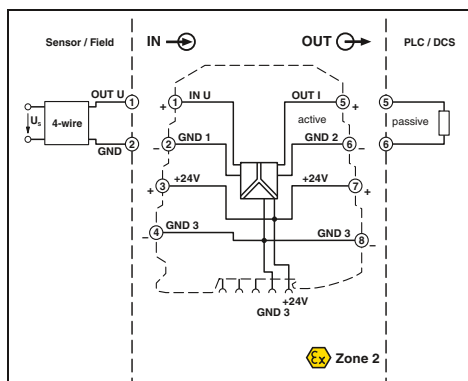 Sensor / Field
IN
OUT
PLC / DCS
OUT U
1
+
1
IN U
OUT I
5
+
5
U s
4-wire
active
passive
GND
2
–
2
GND 1
GND 2
6
–
6
+
3
+24V
+24V
7
+
–
4
GND 3
GND 3
8
–
+24V
GND 3
Ex
Zone 2